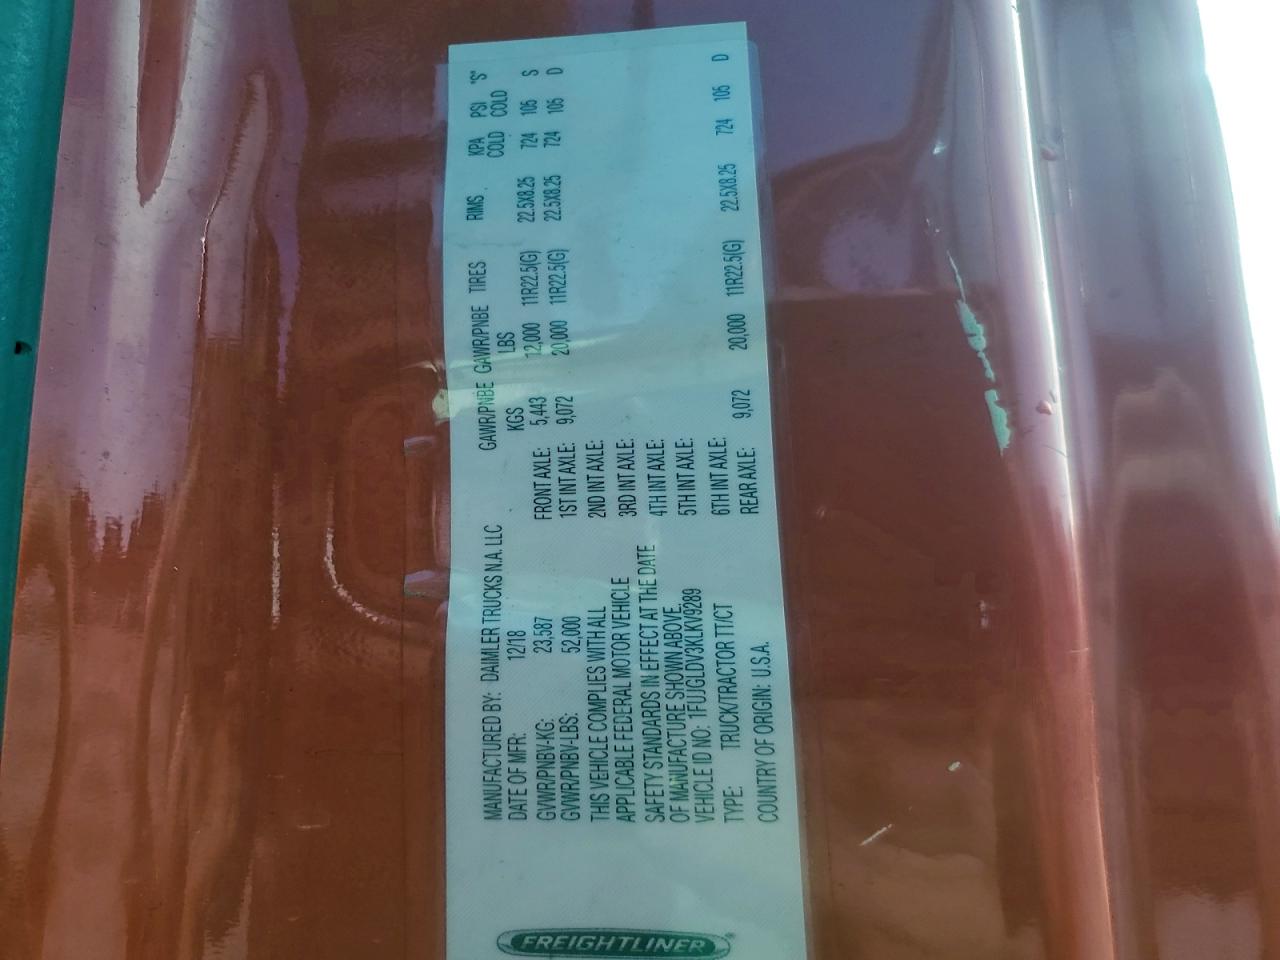 FREIGHTLINER
MANUFACTURED BY: DAIMLER TRUCKS N.A. LLC
DATE OF MFR: 12/18
GVWR/PNBV-KG: 23,587
GVWR/PNBV-LBS: 52,000
THIS VEHICLE COMPLIES WITH ALL
APPLICABLE FEDERAL MOTOR VEHICLE
SAFETY STANDARDS IN EFFECT AT THE DATE
OF MANUFACTURE SHOWN ABOVE.
VEHICLE ID NO: 1FUJGLDV3KLKV9289
TYPE: TRUCK/TRACTOR TT/CT
COUNTRY OF ORIGIN: U.S.A.
GAWR/PNBE GAWR/PNBE TIRES RIMS KPA PSI "S"
KGS LBS COLD COLD
FRONT AXLE: 5,443 12,000 11R22.5(G) 22.5X8.25 724 105 S
1ST INT AXLE: 9,072 20,000 11R22.5(G) 22.5X8.25 724 105 D
2ND INT AXLE:
3RD INT AXLE:
4TH INT AXLE:
5TH INT AXLE:
6TH INT AXLE:
REAR AXLE: 9,072 20,000 11R22.5(G) 22.5X8.25 724 105 D